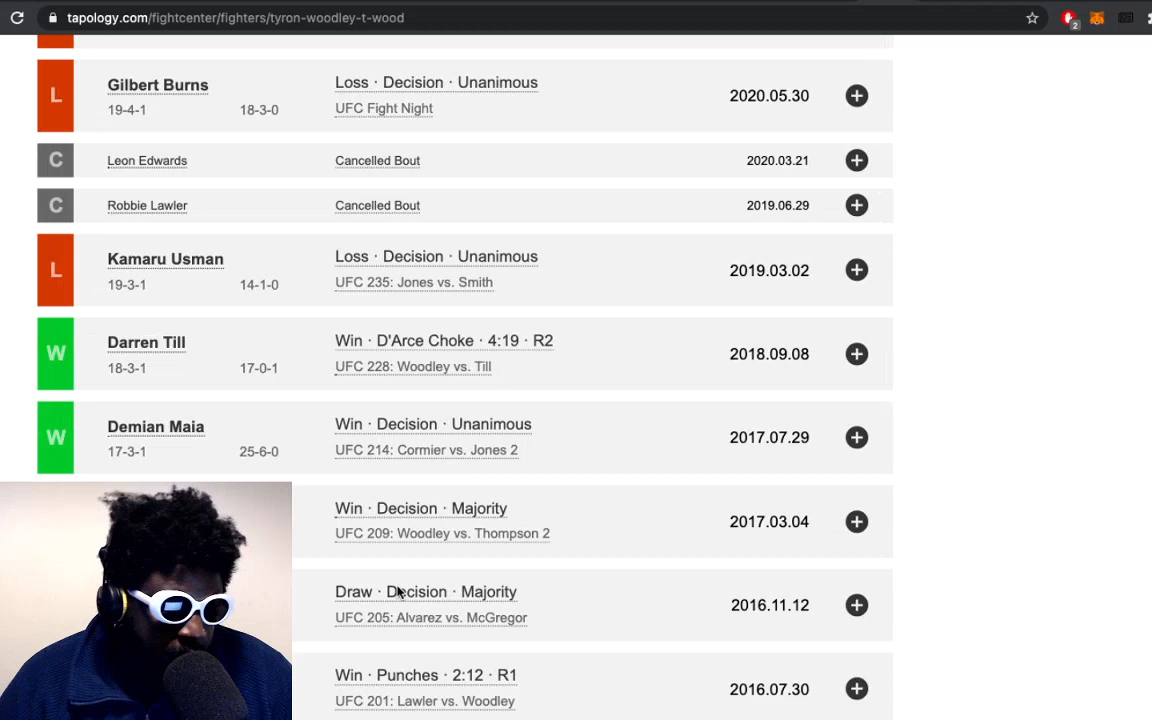 tapology.com/fightcenter/fighters/tyron-woodley-t-wood
2
L
Gilbert Burns
19-4-1 18-3-0
Loss · Decision · Unanimous
UFC Fight Night
2020.05.30
C
Leon Edwards
Cancelled Bout
2020.03.21
C
Robbie Lawler
Cancelled Bout
2019.06.29
L
Kamaru Usman
19-3-1 14-1-0
Loss · Decision · Unanimous
UFC 235: Jones vs. Smith
2019.03.02
W
Darren Till
18-3-1 17-0-1
Win · D'Arce Choke · 4:19 · R2
UFC 228: Woodley vs. Till
2018.09.08
W
Demian Maia
17-3-1 25-6-0
Win · Decision · Unanimous
UFC 214: Cormier vs. Jones 2
2017.07.29
Win · Decision · Majority
UFC 209: Woodley vs. Thompson 2
2017.03.04
Draw · Decision · Majority
UFC 205: Alvarez vs. McGregor
2016.11.12
Win · Punches · 2:12 · R1
UFC 201: Lawler vs. Woodley
2016.07.30